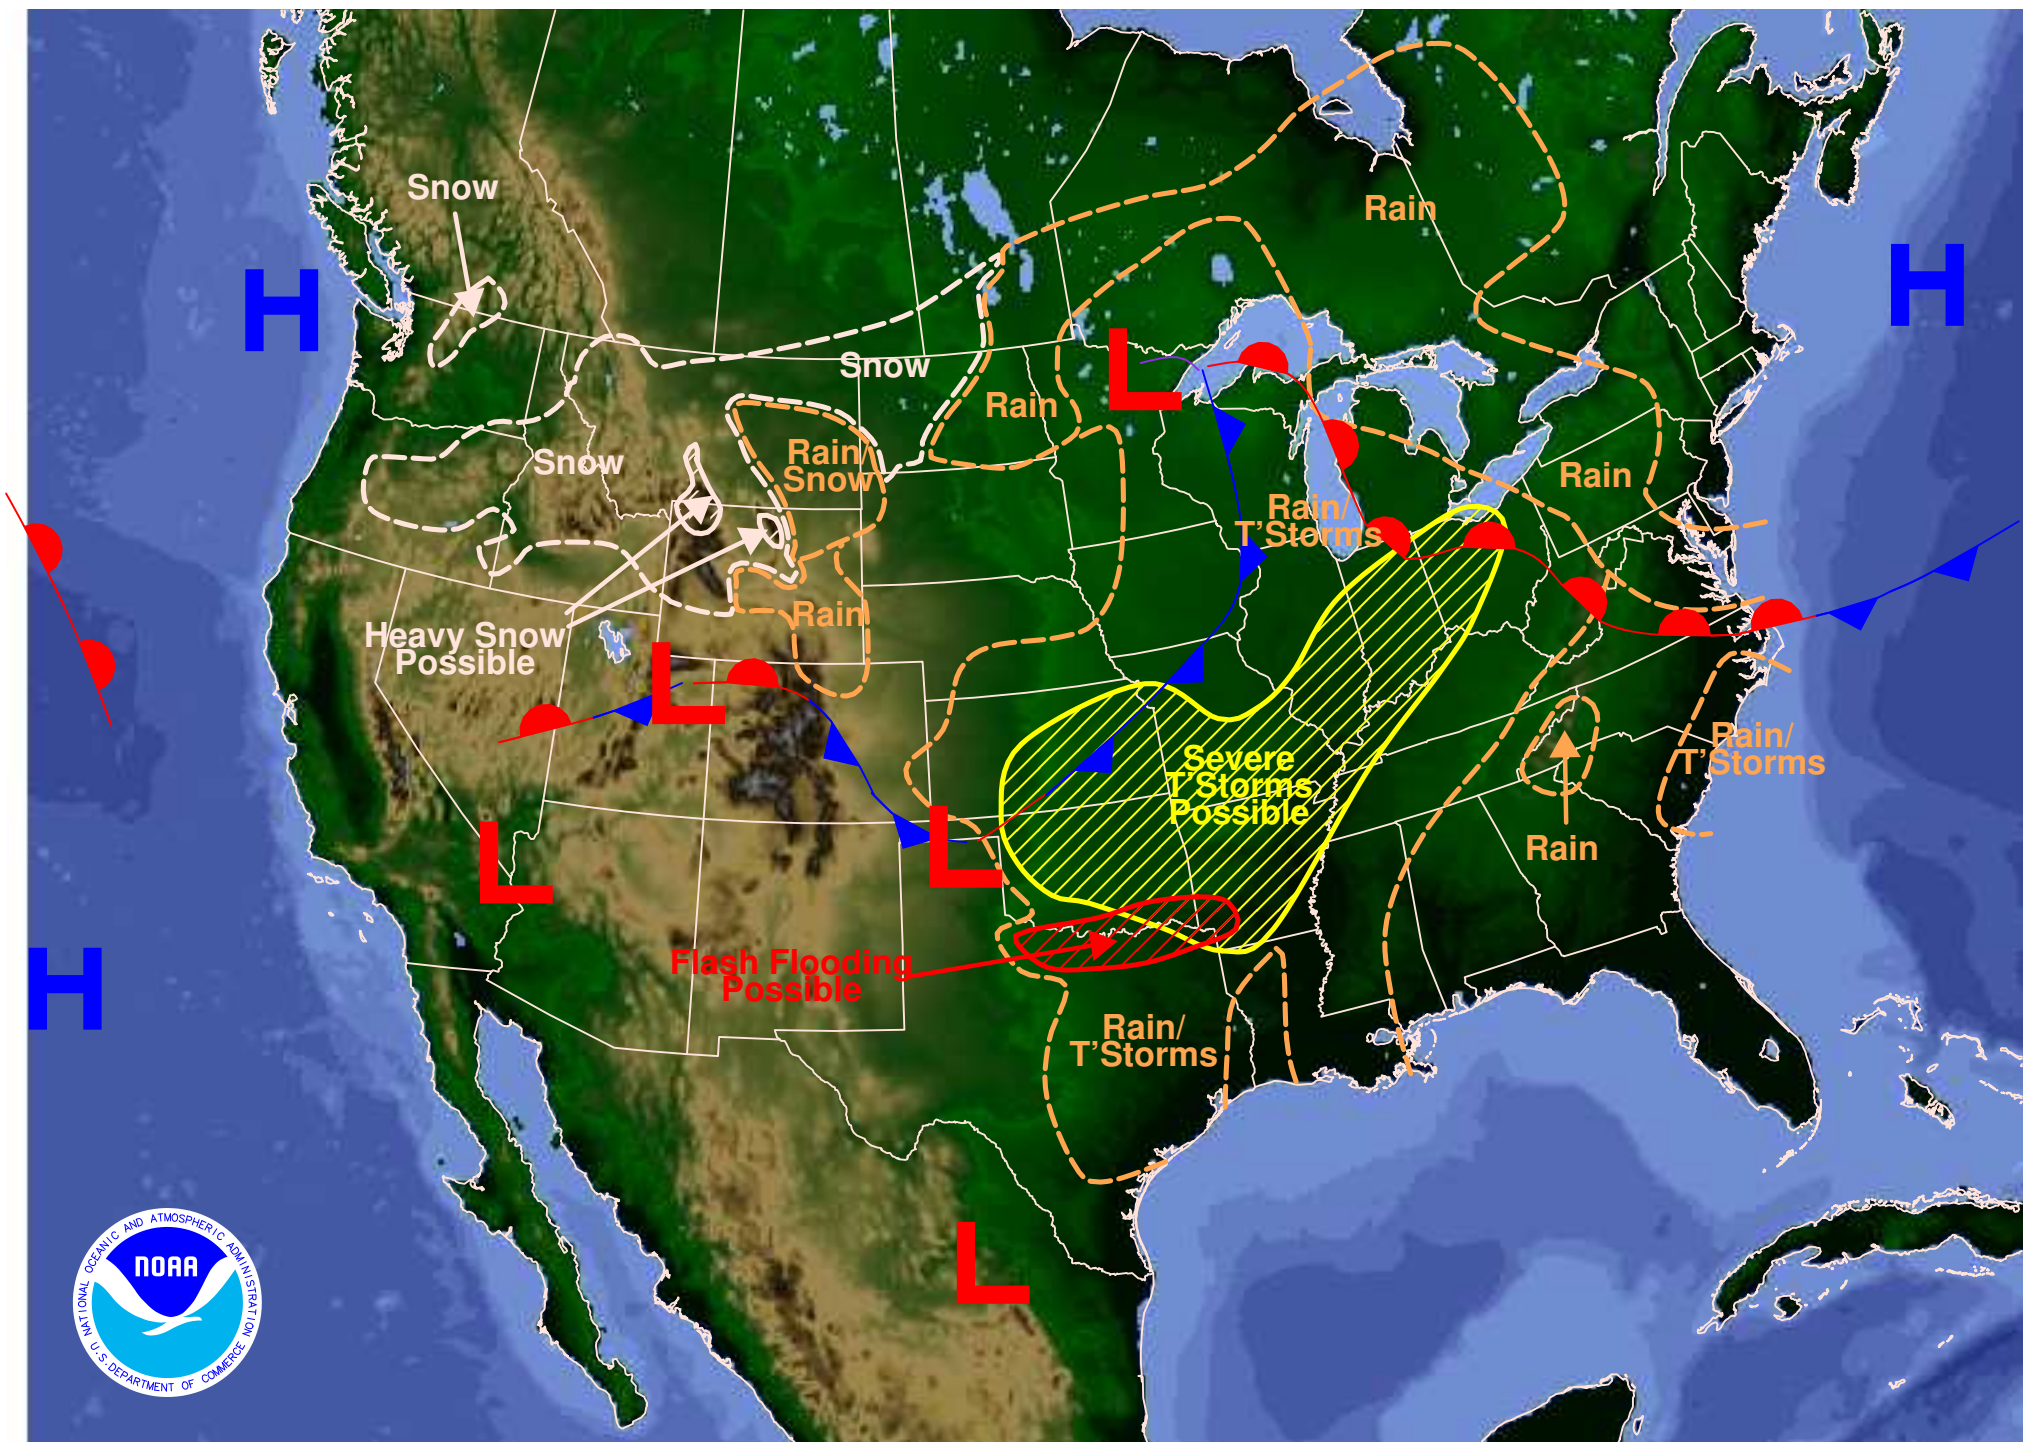 Snow
Rain
H
H
L
Snow
Rain
Rain
Snow
Snow
Rain
Rain/
T'Storms
Rain
Heavy Snow
Possible
L
Severe
T'Storms
Possible
Rain/
T'Storms
L
L
Rain
H
Flash Flooding
Possible
Rain/
T'Storms
L
NATIONAL OCEANIC AND ATMOSPHERIC ADMINISTRATION
NOAA
U.S. DEPARTMENT OF COMMERCE